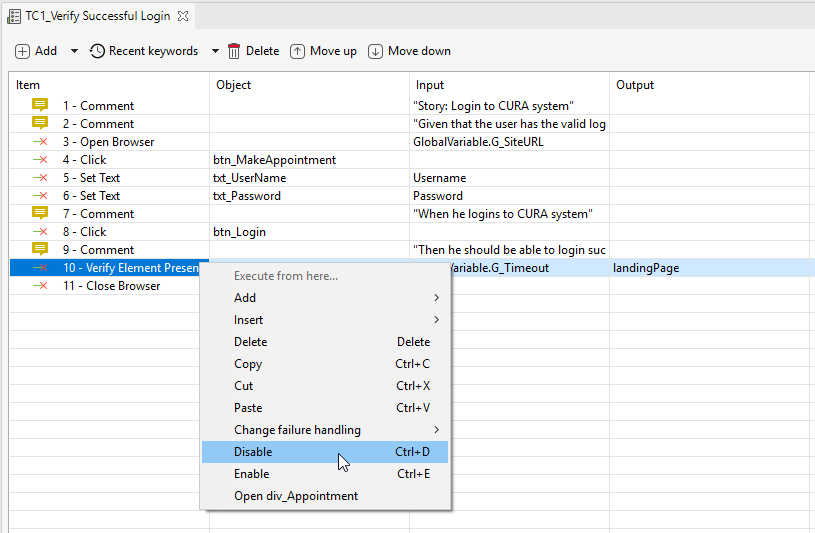 TC1_Verify Successful Login
Add Recent keywords Delete Move up Move down
Item Object Input Output
1 - Comment "Story: Login to CURA system"
2 - Comment "Given that the user has the valid log
3 - Open Browser GlobalVariable.G_SiteURL
4 - Click btn_MakeAppointment
5 - Set Text txt_UserName Username
6 - Set Text txt_Password Password
7 - Comment "When he logins to CURA system"
8 - Click btn_Login
9 - Comment "Then he should be able to login suc
10 - Verify Element Presen ariable.G_Timeout landingPage
11 - Close Browser
Execute from here...
Add
Insert
Delete Delete
Copy Ctrl+C
Cut Ctrl+X
Paste Ctrl+V
Change failure handling
Disable Ctrl+D
Enable Ctrl+E
Open div_Appointment